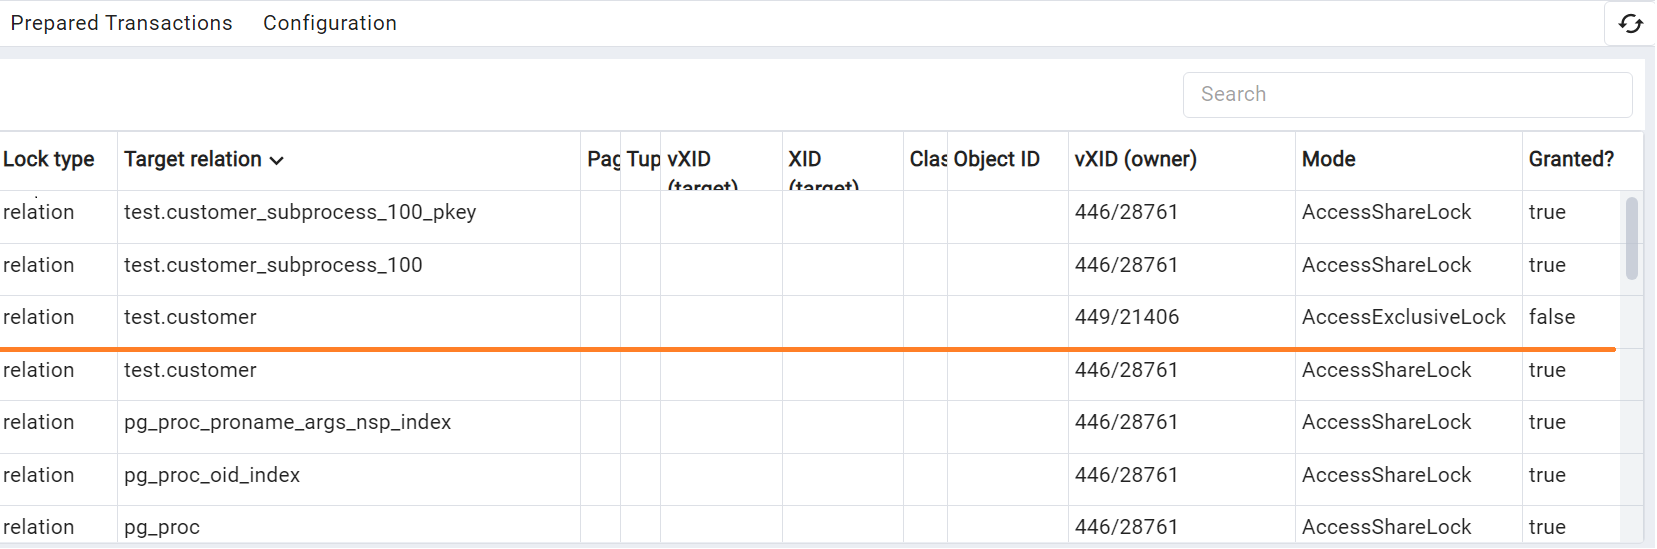 Prepared Transactions Configuration
Search
Lock type Target relation Pag Tup vXID (target) XID (target) Clas Object ID vXID (owner) Mode Granted?
relation test.customer_subprocess_100_pkey 446/28761 AccessShareLock true
relation test.customer_subprocess_100 446/28761 AccessShareLock true
relation test.customer 449/21406 AccessExclusiveLock false
relation test.customer 446/28761 AccessShareLock true
relation pg_proc_proname_args_nsp_index 446/28761 AccessShareLock true
relation pg_proc_oid_index 446/28761 AccessShareLock true
relation pg_proc 446/28761 AccessShareLock true